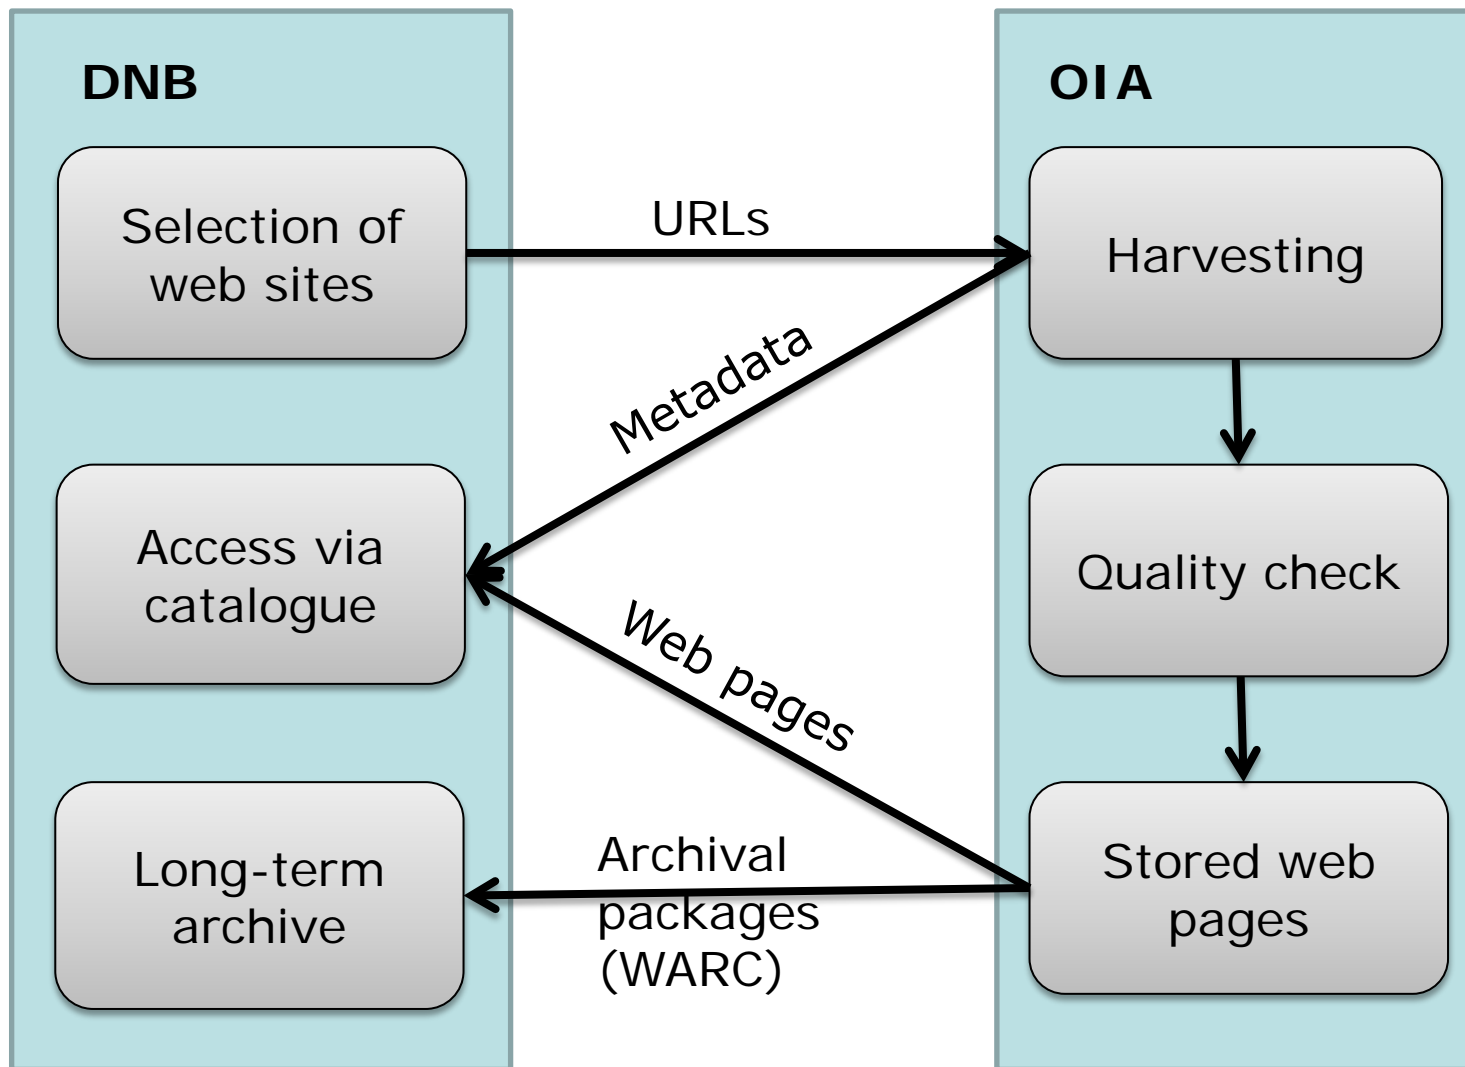 DNB
OIA
Selection of
web sites
URLs
Harvesting
Metadata
Access via
catalogue
Quality check
Web pages
Long-term
archive
Archival
packages
(WARC)
Stored web
pages